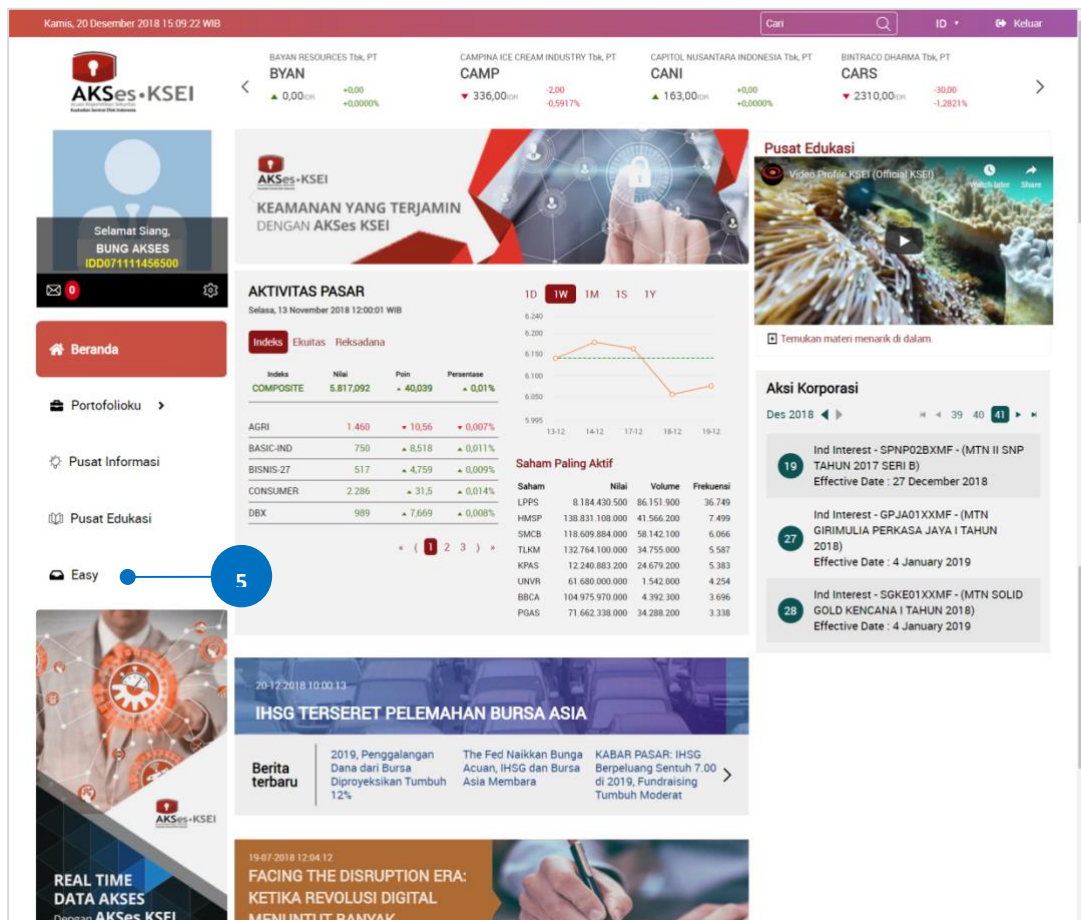 Kamis, 20 Desember 2018 15:09:22 WIB
Cari
ID
Keluar
AKSes•KSEI
BAYAN RESOURCES Tbk, PT
BYAN
0,00IDR
+0,00
+0,0000%
CAMPINA ICE CREAM INDUSTRY Tbk, PT
CAMP
336,00IDR
-2,00
-0,5917%
CAPITOL NUSANTARA INDONESIA Tbk, PT
CANI
163,00IDR
+0,00
+0,0000%
BINTRACO DHARMA Tbk, PT
CARS
2310,00IDR
-30,00
-1,2821%
Selamat Siang,
BUNG AKSES
IDD071111456500
0
Beranda
Portofolioku
Pusat Informasi
Pusat Edukasi
Easy
5
AKSes•KSEI
REAL TIME
DATA AKSES
Dengan AKSes KSEI
AKSes•KSEI
KEAMANAN YANG TERJAMIN
DENGAN AKSes KSEI
AKTIVITAS PASAR
Selasa, 13 November 2018 12:00:01 WIB
Indeks Ekuitas Reksadana
Indeks Nilai Poin Persentase
COMPOSITE 5.817,092 40,039 0,01%
AGRI 1.460 10,56 0,007%
BASIC-IND 750 8,518 0,011%
BISNIS-27 517 4,759 0,009%
CONSUMER 2.286 31,5 0,014%
DBX 989 7,669 0,008%
« ( 1 2 3 ) »
1D 1W 1M 1S 1Y
6.240
6.200
6.150
6.100
6.050
5.995
13-12 14-12 17-12 18-12 19-12
Saham Paling Aktif
Saham Nilai Volume Frekuensi
LPPS 8.184.430.500 86.151.900 36.749
HMSP 138.831.108.000 41.566.200 7.499
SMCB 118.609.884.000 58.142.100 6.066
TLKM 132.764.100.000 34.755.000 5.587
KPAS 12.240.883.200 24.679.200 5.383
UNVR 61.680.000.000 1.542.000 4.254
BBCA 104.975.970.000 4.392.300 3.696
PGAS 71.662.338.000 34.288.200 3.338
20-12-2018 10:00:13
IHSG TERSERET PELEMAHAN BURSA ASIA
Berita
terbaru
2019, Penggalangan
Dana dari Bursa
Diproyeksikan Tumbuh
12%
The Fed Naikkan Bunga
Acuan, IHSG dan Bursa
Asia Membara
KABAR PASAR: IHSG
Berpeluang Sentuh 7.00
di 2019, Fundraising
Tumbuh Moderat
19-07-2018 12:04:12
FACING THE DISRUPTION ERA:
KETIKA REVOLUSI DIGITAL
MENUNTUT BANYAK
Pusat Edukasi
Video Profile KSEI (Official KSEI)
Watch later
Share
Temukan materi menarik di dalam.
Aksi Korporasi
Des 2018
39 40 41
19
Ind Interest - SPNP02BXMF - (MTN II SNP
TAHUN 2017 SERI B)
Effective Date : 27 December 2018
27
Ind Interest - GPJA01XXMF - (MTN
GIRIMULIA PERKASA JAYA I TAHUN
2018)
Effective Date : 4 January 2019
28
Ind Interest - SGKE01XXMF - (MTN SOLID
GOLD KENCANA I TAHUN 2018)
Effective Date : 4 January 2019